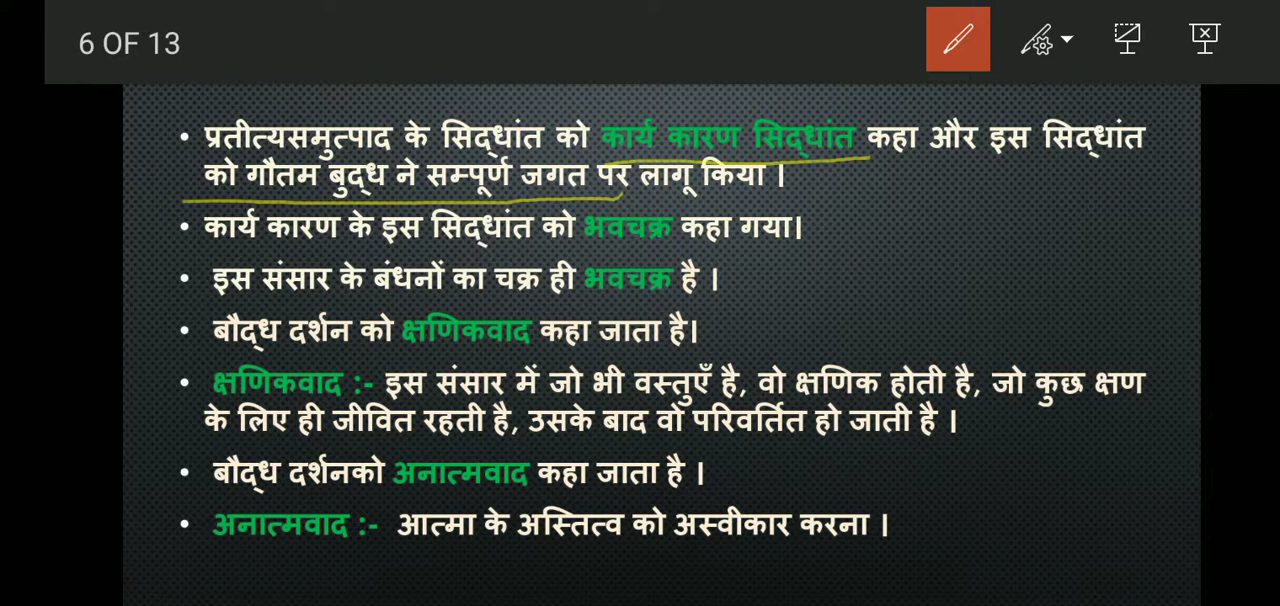 6 OF 13
• प्रतीत्यसमुत्पाद के सिद्धांत को कार्य कारण सिद्धांत कहा और इस सिद्धांत
को गौतम बुद्ध ने सम्पूर्ण जगत पर लागू किया |
• कार्य कारण के इस सिद्धांत को भवचक्र कहा गया।
• इस संसार के बंधनों का चक्र ही भवचक्र है |
• बौद्ध दर्शन को क्षणिकवाद कहा जाता है।
• क्षणिकवाद :- इस संसार में जो भी वस्तुएँ है, वो क्षणिक होती है, जो कुछ क्षण
के लिए ही जीवित रहती है, उसके बाद वो परिवर्तित हो जाती है |
• बौद्ध दर्शनको अनात्मवाद कहा जाता है |
• अनात्मवाद :- आत्मा के अस्तित्व को अस्वीकार करना |